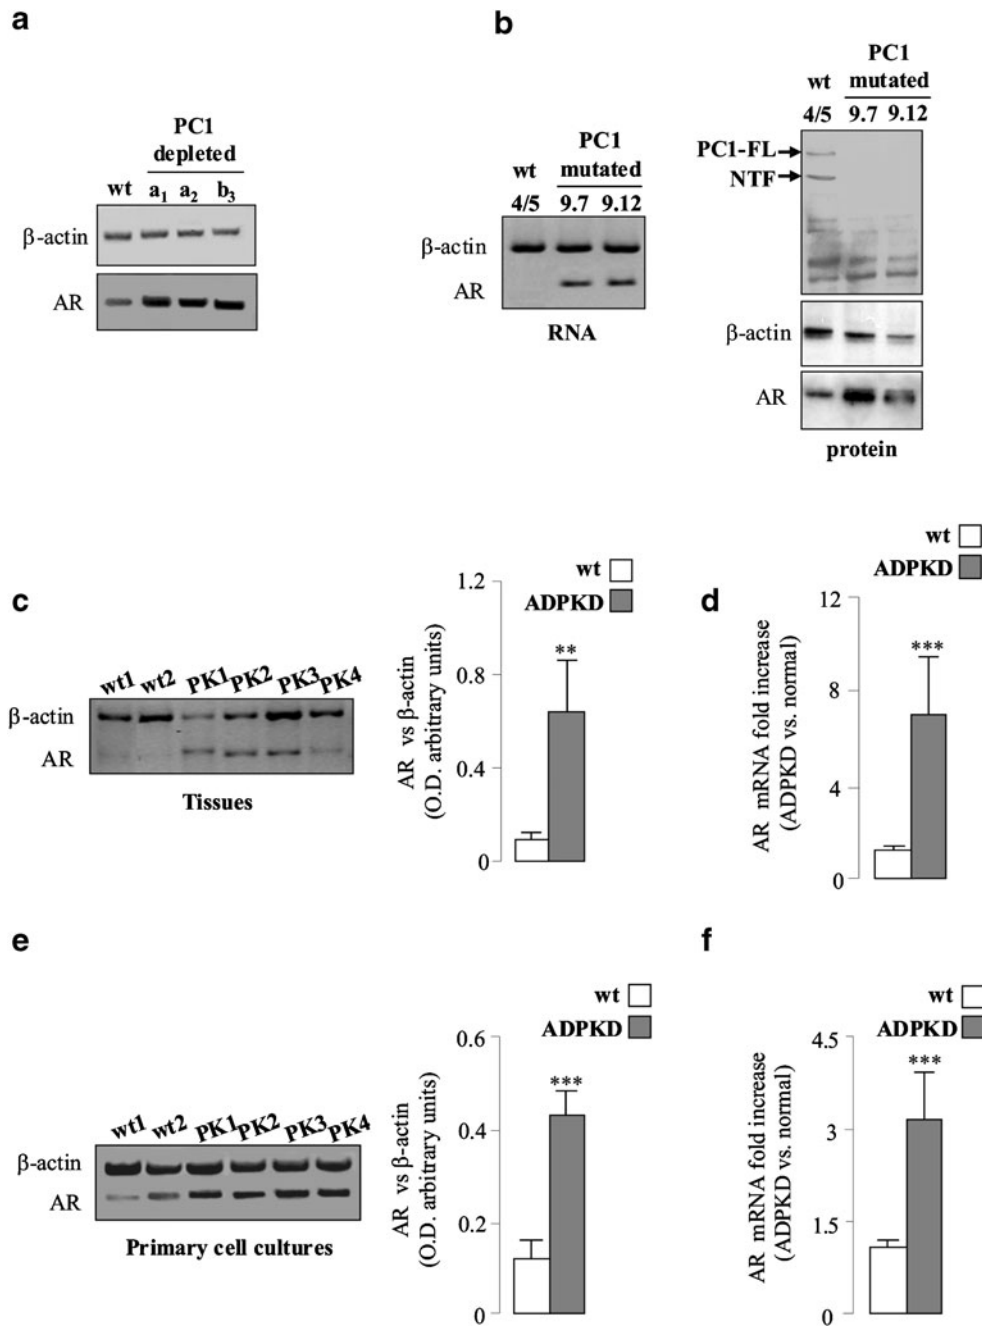 a
PC1
depleted
wt a1 a2 b3
β-actin
AR
b
wt
PC1
mutated
4/5 9.7 9.12
β-actin
AR
RNA
wt
PC1
mutated
4/5 9.7 9.12
PC1-FL
NTF
β-actin
AR
protein
c
wt1 wt2 PK1 PK2 PK3 PK4
β-actin
AR
Tissues
wt
ADPKD
AR vs β-actin
(O.D. arbitrary units)
1.2
0.8
0.4
0
**
d
wt
ADPKD
AR mRNA fold increase
(ADPKD vs. normal)
12
8
4
0
***
e
wt1 wt2 PK1 PK2 PK3 PK4
β-actin
AR
Primary cell cultures
wt
ADPKD
AR vs β-actin
(O.D. arbitrary units)
0.6
0.4
0.2
0
***
f
wt
ADPKD
AR mRNA fold increase
(ADPKD vs. normal)
4.5
3
1.5
0
***